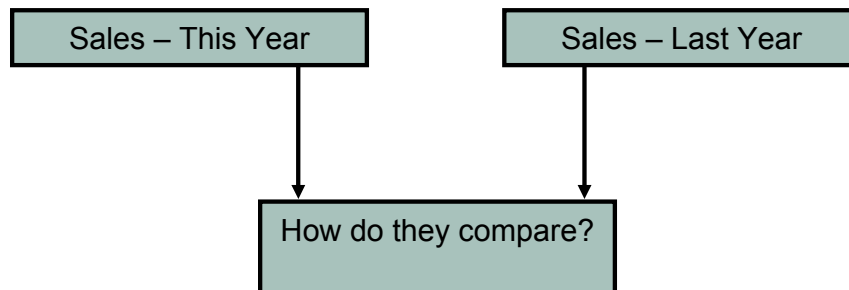 Sales – This Year
Sales – Last Year
How do they compare?